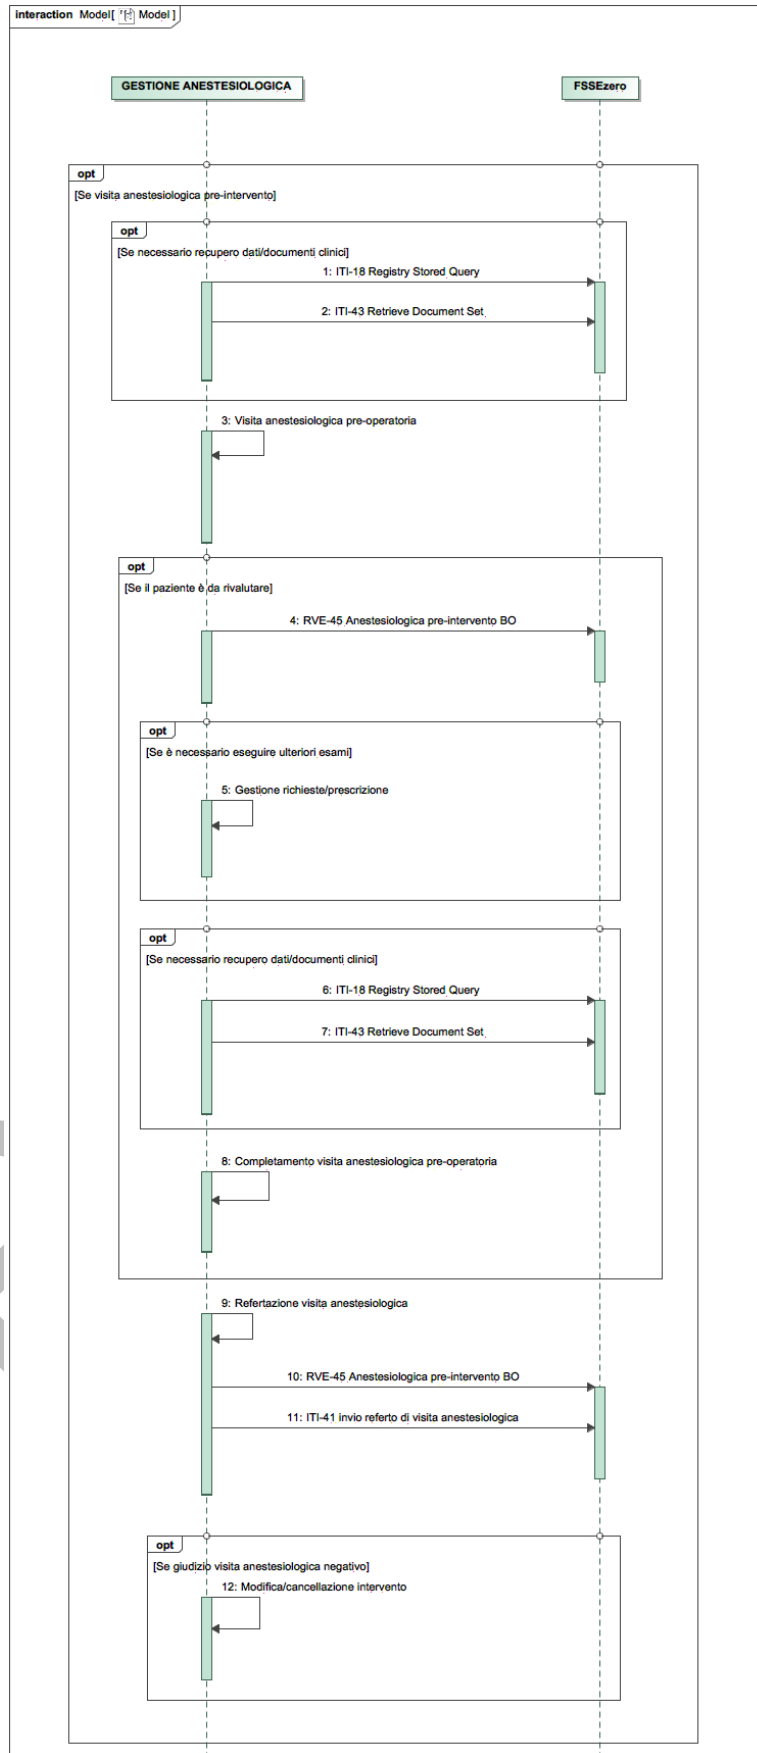 interaction Model[ Model ]
GESTIONE ANESTESIOLOGICA
FSSEzero
opt
[Se visita anestesiologica pre-intervento]
opt
[Se necessario recupero dati/documenti clinici]
1: ITI-18 Registry Stored Query
2: ITI-43 Retrieve Document Set
3: Visita anestesiologica pre-operatoria
opt
[Se il paziente è da rivalutare]
4: RVE-45 Anestesiologica pre-intervento BO
opt
[Se è necessario eseguire ulteriori esami]
5: Gestione richieste/prescrizione
opt
[Se necessario recupero dati/documenti clinici]
6: ITI-18 Registry Stored Query
7: ITI-43 Retrieve Document Set
8: Completamento visita anestesiologica pre-operatoria
9: Refertazione visita anestesiologica
10: RVE-45 Anestesiologica pre-intervento BO
11: ITI-41 invio referto di visita anestesiologica
opt
[Se giudizio visita anestesiologica negativo]
12: Modifica/cancellazione intervento